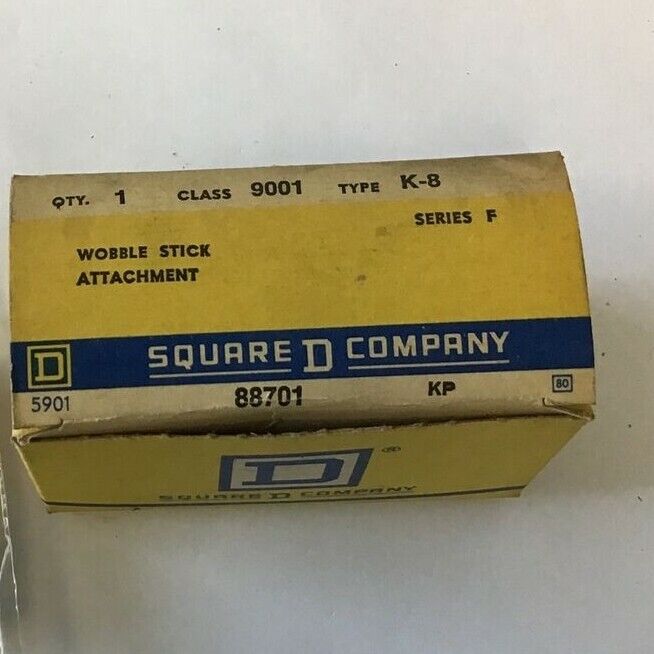 QTY. 1 CLASS 9001 TYPE K-8
SERIES F
WOBBLE STICK
ATTACHMENT
D SQUARE D COMPANY
5901 88701 KP 80
D ®
SQUARE D COMPANY